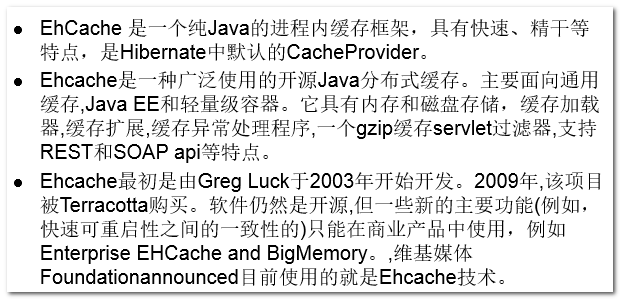 ● EhCache 是一个纯Java的进程内缓存框架，具有快速、精干等
特点，是Hibernate中默认的CacheProvider。
● Ehcache是一种广泛使用的开源Java分布式缓存。主要面向通用
缓存,Java EE和轻量级容器。它具有内存和磁盘存储，缓存加载
器,缓存扩展,缓存异常处理程序,一个gzip缓存servlet过滤器,支持
REST和SOAP api等特点。
● Ehcache最初是由Greg Luck于2003年开始开发。2009年,该项目
被Terracotta购买。软件仍然是开源,但一些新的主要功能(例如，
快速可重启性之间的一致性的)只能在商业产品中使用，例如
Enterprise EHCache and BigMemory。,维基媒体
Foundationannounced目前使用的就是Ehcache技术。